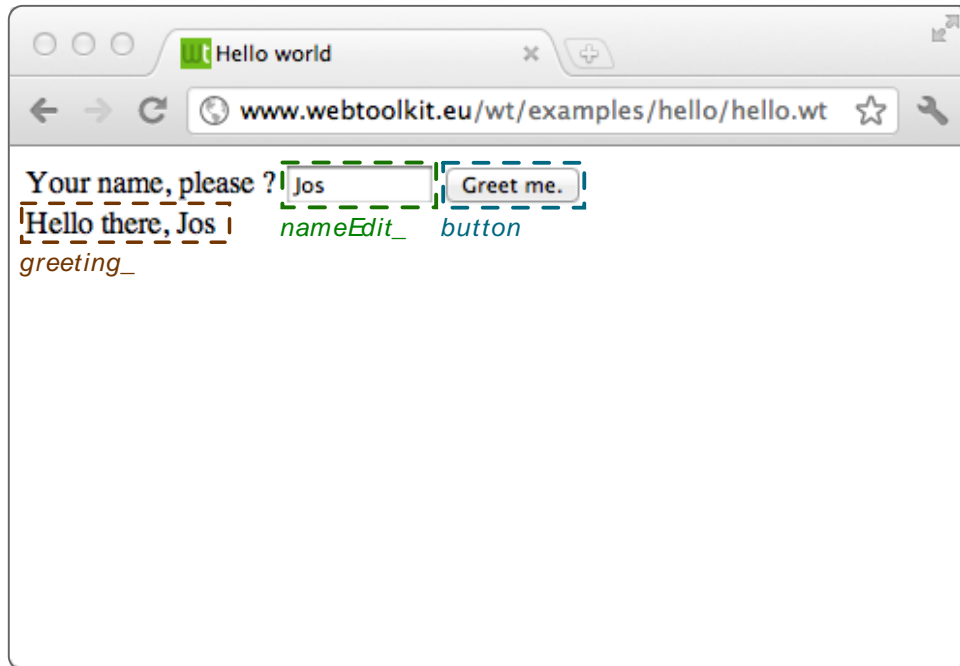 Wt Hello world
www.webtoolkit.eu/wt/examples/hello/hello.wt
Your name, please ? Jos Greet me.
Hello there, Jos nameEdit_ button
greeting_